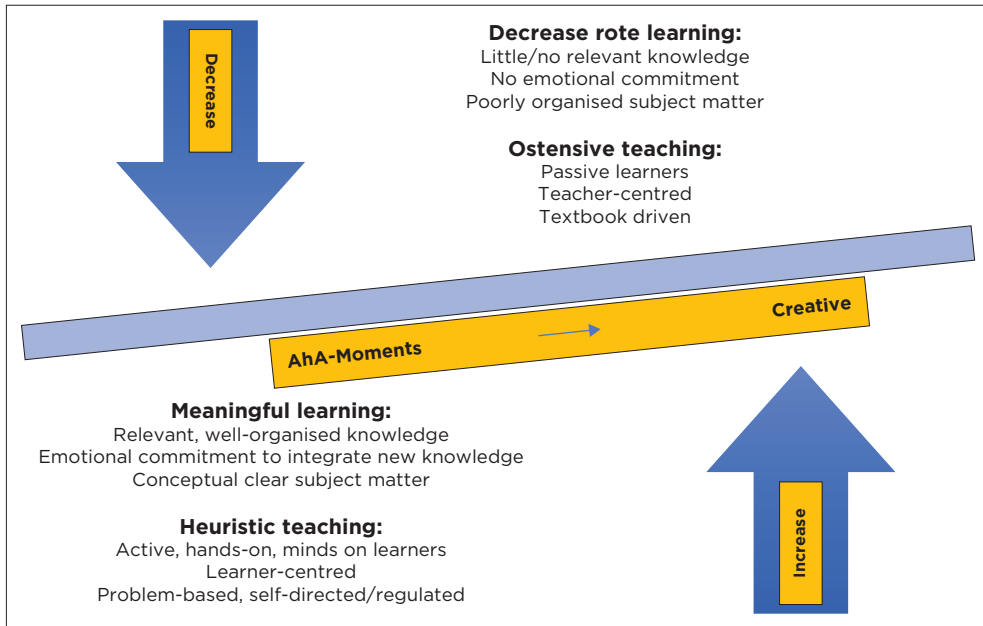 Decrease
Decrease rote learning:
Little/no relevant knowledge
No emotional commitment
Poorly organised subject matter
Ostensive teaching:
Passive learners
Teacher-centred
Textbook driven
AhA-Moments
Creative
Meaningful learning:
Relevant, well-organised knowledge
Emotional commitment to integrate new knowledge
Conceptual clear subject matter
Heuristic teaching:
Active, hands-on, minds on learners
Learner-centred
Problem-based, self-directed/regulated
Increase